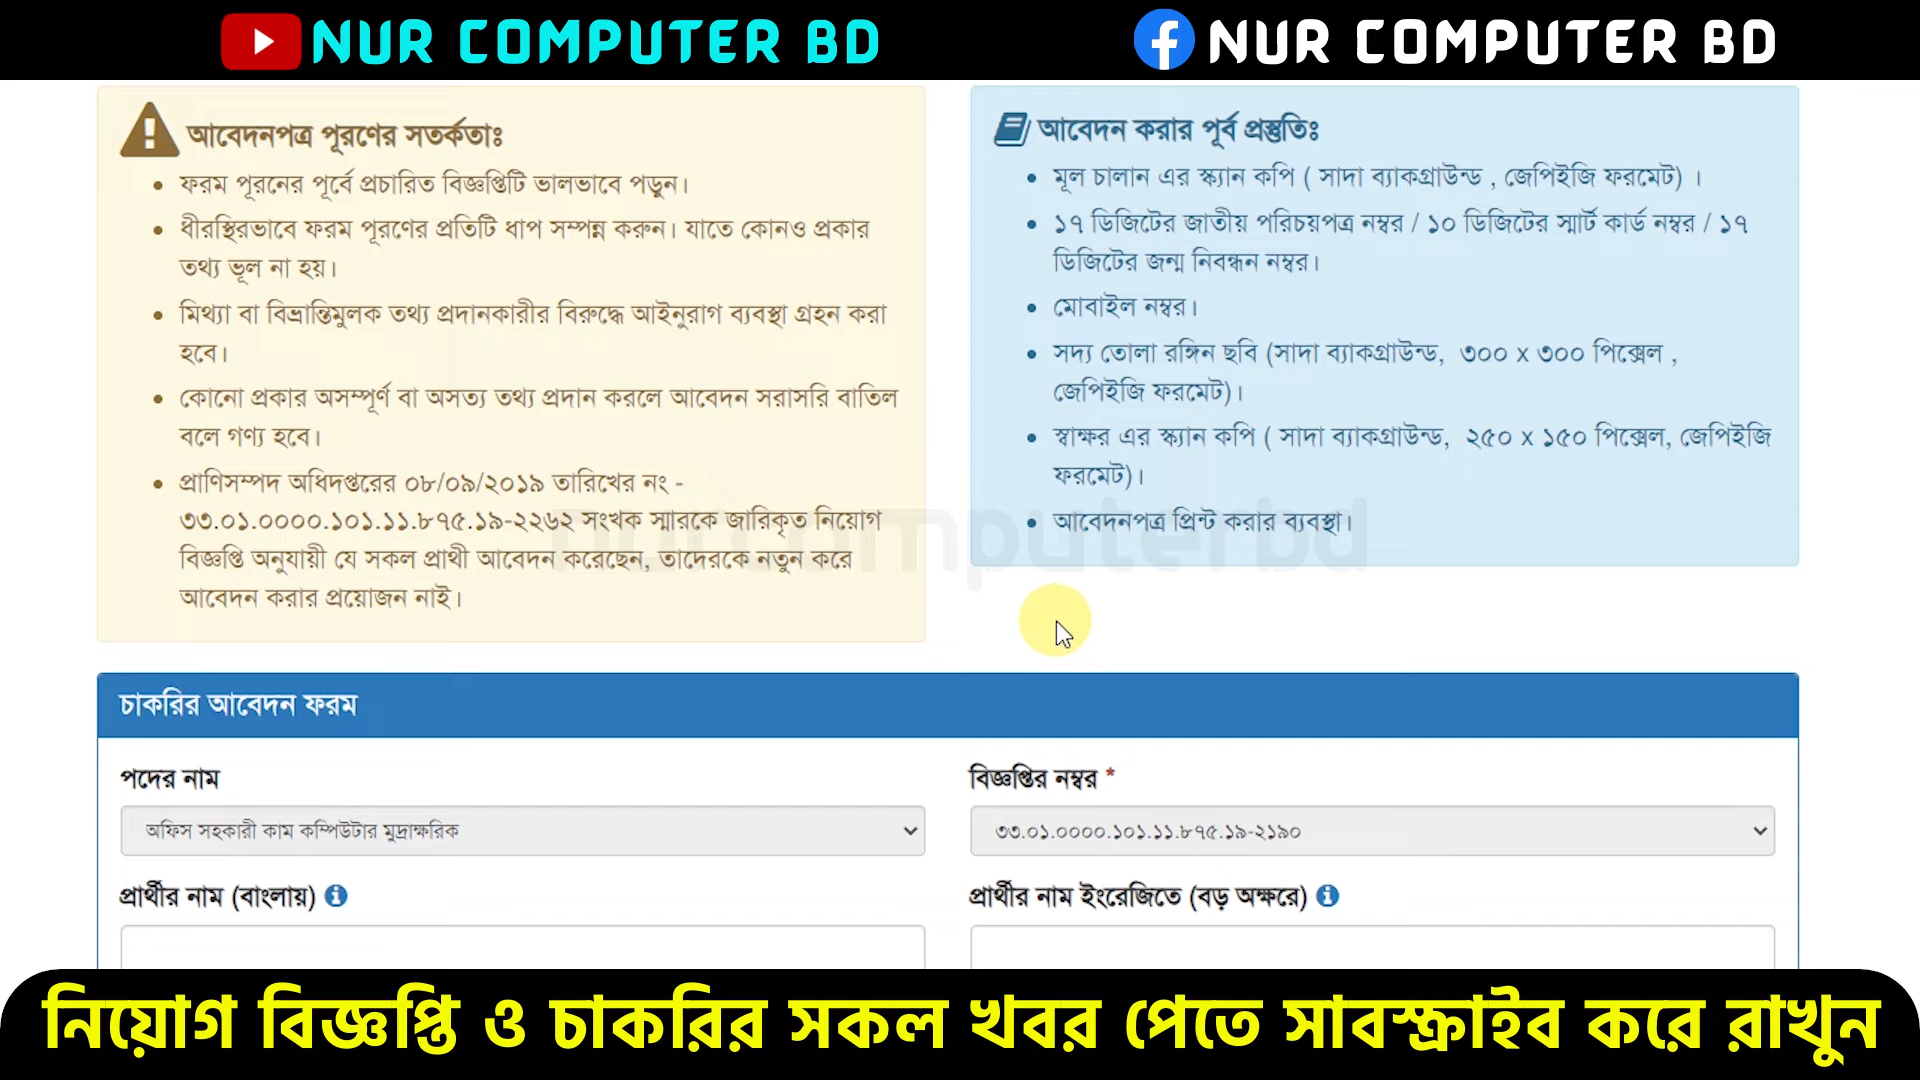 NUR COMPUTER BD
NUR COMPUTER BD
আবেদনপত্র পূরণের সতর্কতাঃ
ফরম পূরনের পূর্বে প্রচারিত বিজ্ঞপ্তিটি ভালভাবে পড়ুন।
ধীরস্থিরভাবে ফরম পূরণের প্রতিটি ধাপ সম্পন্ন করুন। যাতে কোনও প্রকার
তথ্য ভূল না হয়।
মিথ্যা বা বিভ্রান্তিমুলক তথ্য প্রদানকারীর বিরুদ্ধে আইনুরাগ ব্যবস্থা গ্রহন করা
হবে।
কোনো প্রকার অসম্পূর্ণ বা অসত্য তথ্য প্রদান করলে আবেদন সরাসরি বাতিল
বলে গণ্য হবে।
প্রাণিসম্পদ অধিদপ্তরের ০৮/০৯/২০১৯ তারিখের নং -
৩৩.০১.০০০০.১০১.১১.৮৭৫.১৯-২২৬২ সংখক স্মারকে জারিকৃত নিয়োগ
বিজ্ঞপ্তি অনুযায়ী যে সকল প্রাথী আবেদন করেছেন, তাদেরকে নতুন করে
আবেদন করার প্রয়োজন নাই।
আবেদন করার পূর্ব প্রস্তুতিঃ
মূল চালান এর স্ক্যান কপি ( সাদা ব্যাকগ্রাউন্ড , জেপিইজি ফরমেট) ।
১৭ ডিজিটের জাতীয় পরিচয়পত্র নম্বর / ১০ ডিজিটের স্মার্ট কার্ড নম্বর / ১৭
ডিজিটের জন্ম নিবন্ধন নম্বর।
মোবাইল নম্বর।
সদ্য তোলা রঙ্গিন ছবি (সাদা ব্যাকগ্রাউন্ড, ৩০০ x ৩০০ পিক্সেল ,
জেপিইজি ফরমেট)।
স্বাক্ষর এর স্ক্যান কপি ( সাদা ব্যাকগ্রাউন্ড, ২৫০ x ১৫০ পিক্সেল, জেপিইজি
ফরমেট)।
আবেদনপত্র প্রিন্ট করার ব্যবস্থা।
nurcomputerbd
চাকরির আবেদন ফরম
পদের নাম
বিজ্ঞপ্তির নম্বর *
অফিস সহকারী কাম কম্পিউটার মুদ্রাক্ষরিক
৩৩.০১.০০০০.১০১.১১.৮৭৫.১৯-২১৯০
প্রার্থীর নাম (বাংলায়)
প্রার্থীর নাম ইংরেজিতে (বড় অক্ষরে)
নিয়োগ বিজ্ঞপ্তি ও চাকরির সকল খবর পেতে সাবস্ক্রাইব করে রাখুন